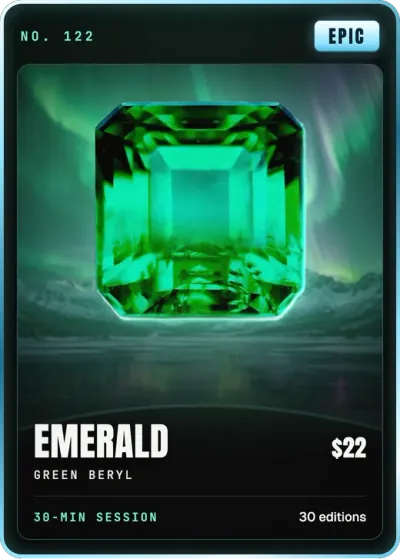 NO. 122
EPIC
EMERALD
$22
GREEN BERYL
30-MIN SESSION
30 editions